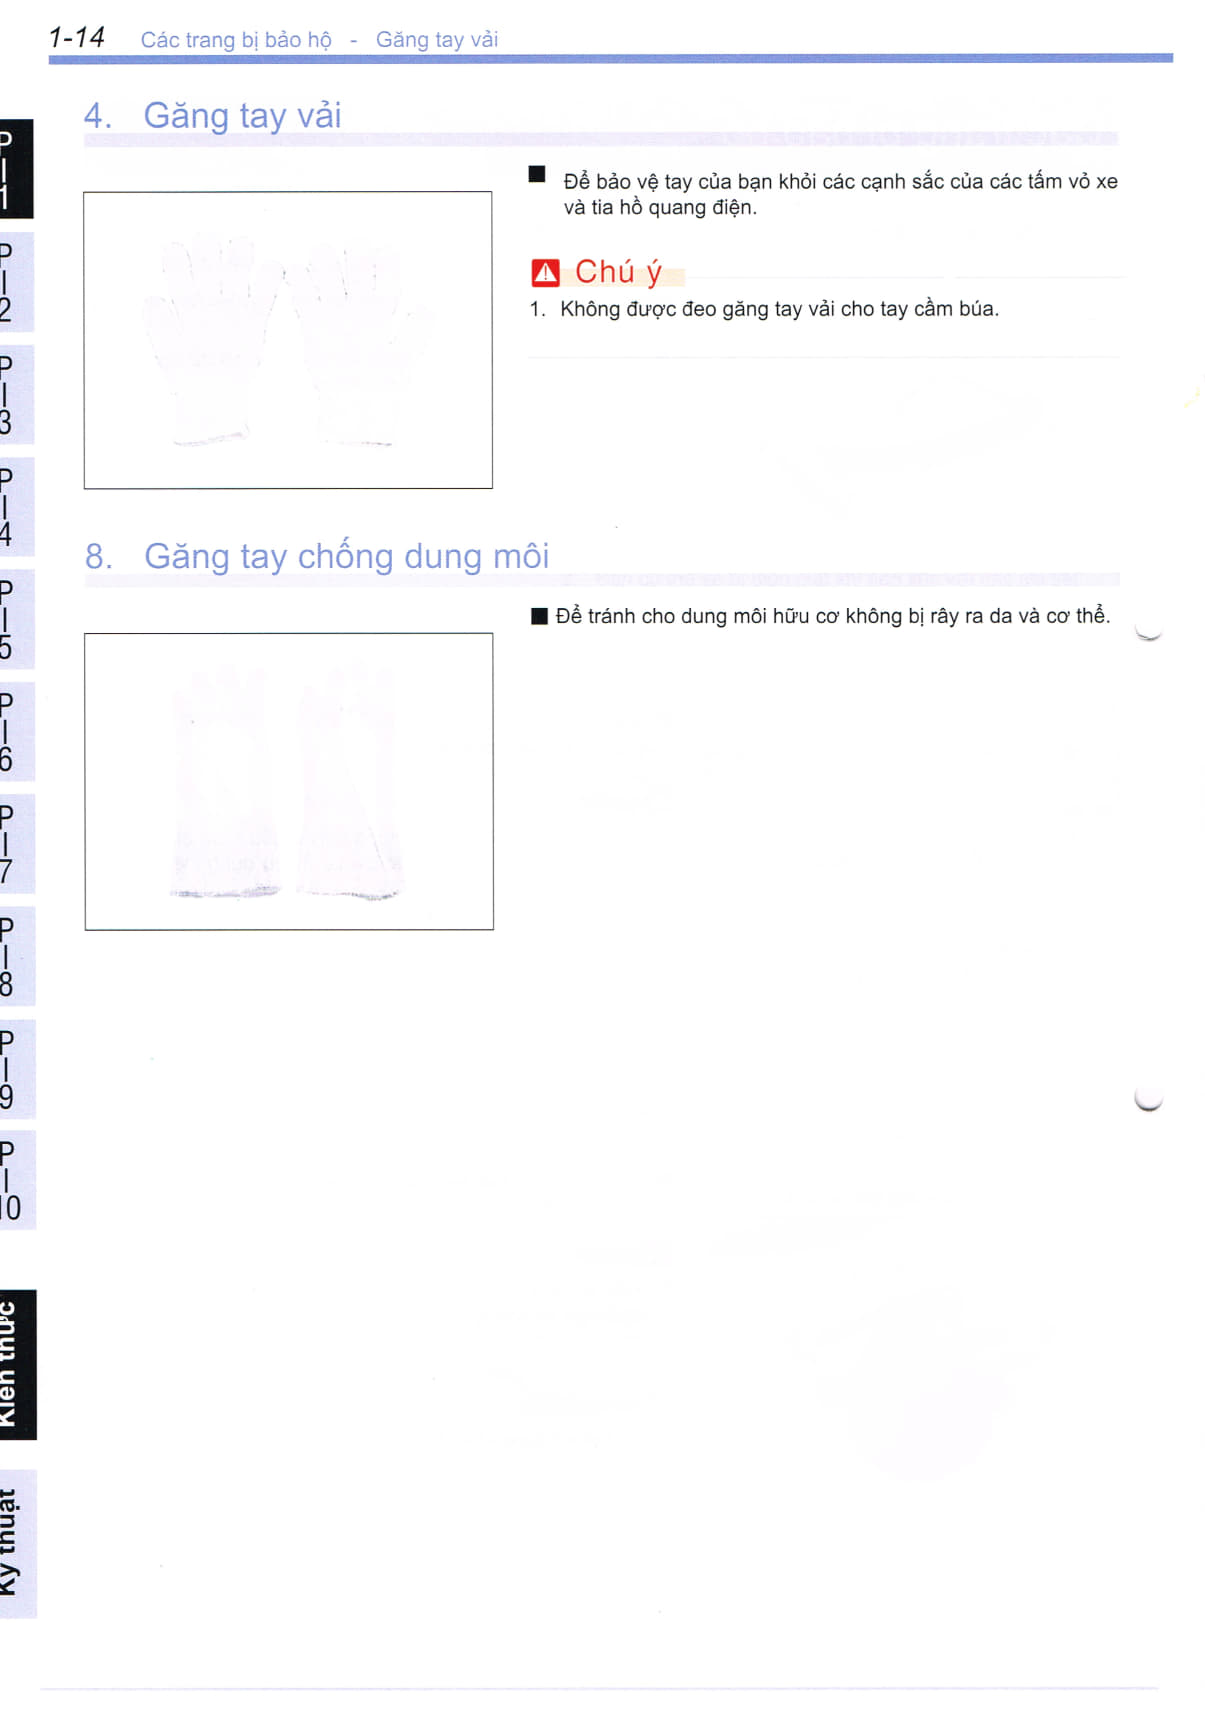 1-14 Các trang bị bảo hộ - Găng tay vải
4. Găng tay vải
■ Để bảo vệ tay của bạn khỏi các cạnh sắc của các tấm vỏ xe
và tia hồ quang điện.
Chú ý
1. Không được đeo găng tay vải cho tay cầm búa.
8. Găng tay chống dung môi
■ Để tránh cho dung môi hữu cơ không bị rây ra da và cơ thể.
P
|
1
P
|
2
P
|
3
P
|
4
P
|
5
P
|
6
P
|
7
P
|
8
P
|
9
P
|
10
Kiến thức
Kỹ thuật